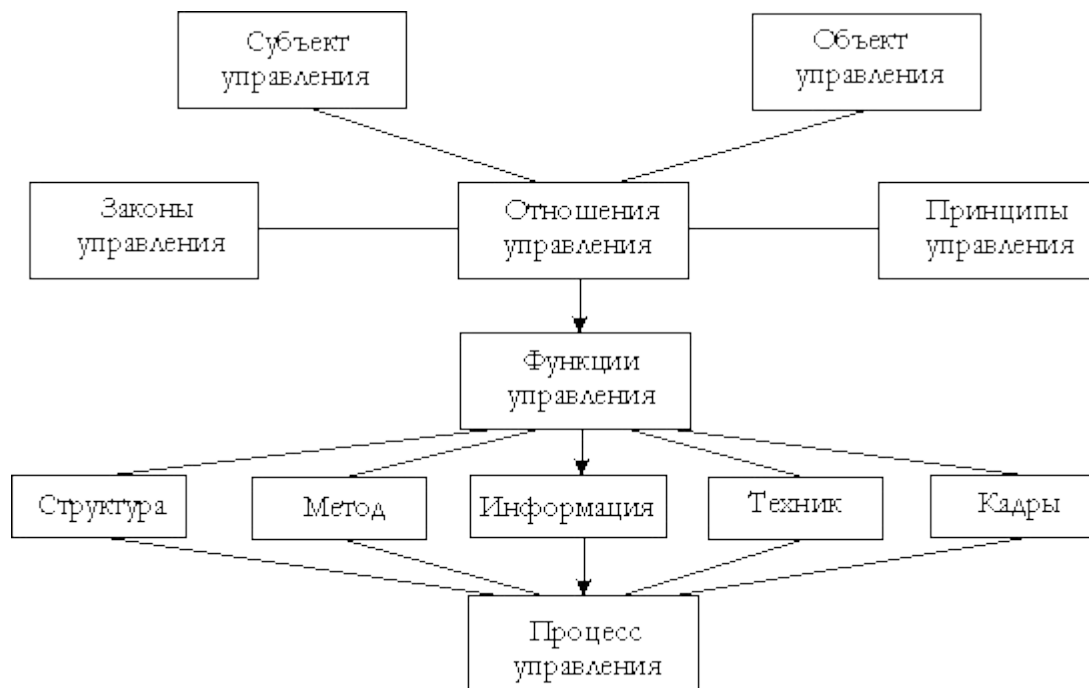 Субъект
управления
Объект
управления
Законы
управления
Отношения
управления
Принципы
управления
Функции
управления
Структура
Метод
Информация
Техник
Кадры
Процесс
управления